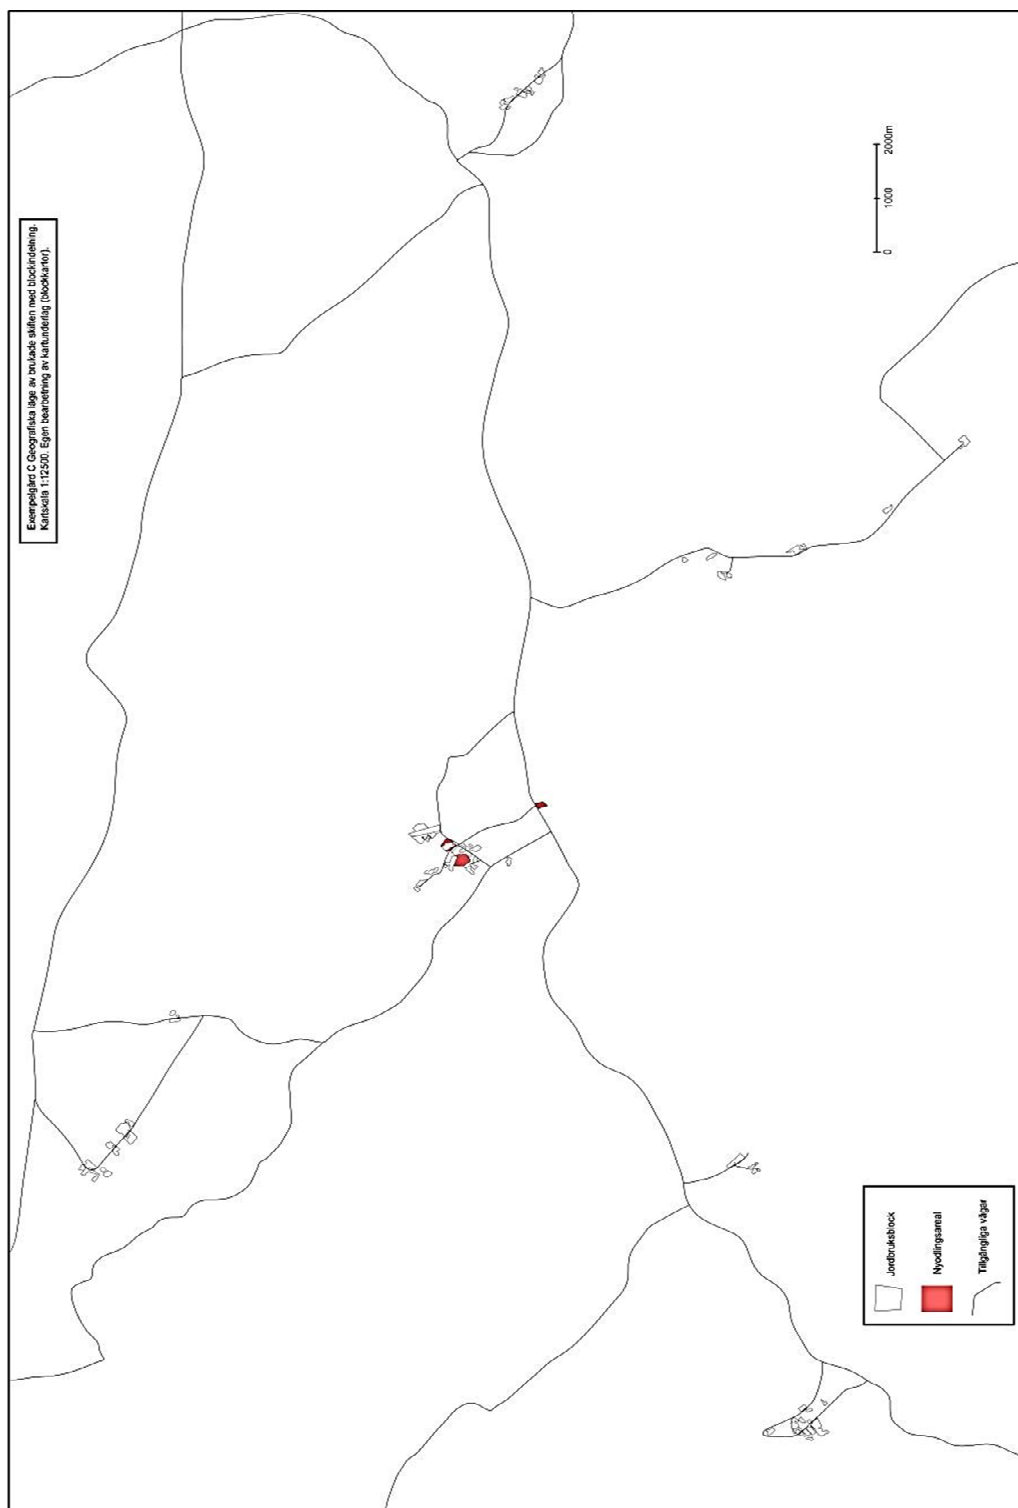 Exempelgård C Geografiska läge av brukade skiften med blockindelning.
Kartskala 1:12500. Egen bearbetning av kartunderlag (blockkartor).
0 1000 2000m
Jordbruksblock
Nyodlingsareal
Tillgängliga vägar